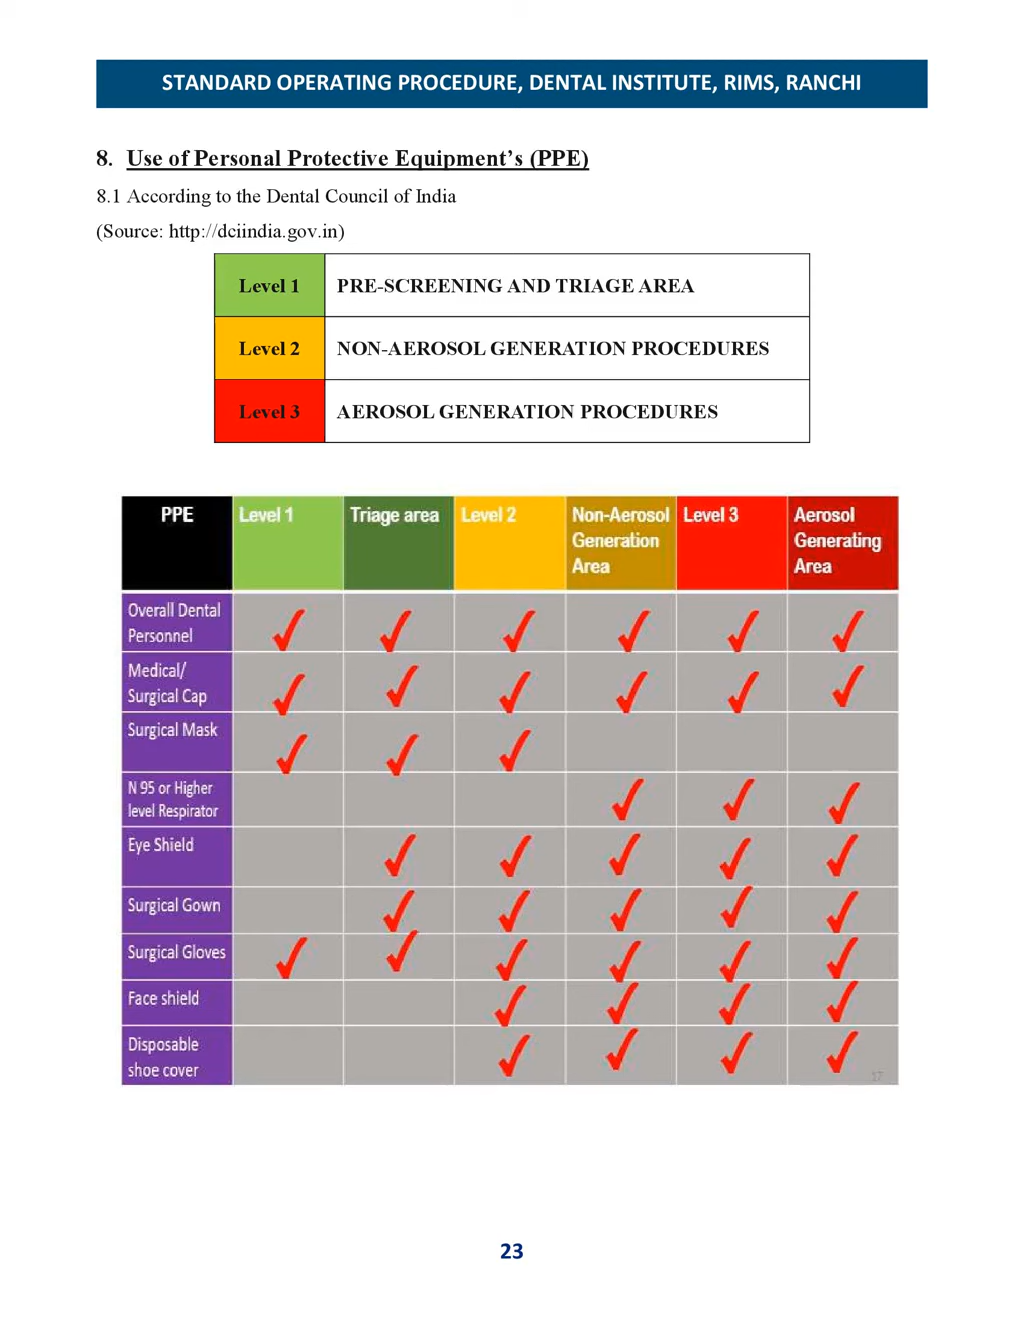 STANDARD OPERATING PROCEDURE, DENTAL INSTITUTE, RIMS, RANCHI
8. Use of Personal Protective Equipment’s (PPE)
8.1 According to the Dental Council of India
(Source: http://dciindia.gov.in)
Level 1 PRE-SCREENING AND TRIAGE AREA
Level 2 NON-AEROSOL GENERATION PROCEDURES
Level 3 AEROSOL GENERATION PROCEDURES
PPE Level 1 Triage area Level 2 Non-Aerosol Level 3 Aerosol
Generation Generating
Area Area
Overall Dental
Personnel
Medical/
Surgical Cap
Surgical Mask
N 95 or Higher
level Respirator
Eye Shield
Surgical Gown
Surgical Gloves
Face shield
Disposable
shoe cover
17
23